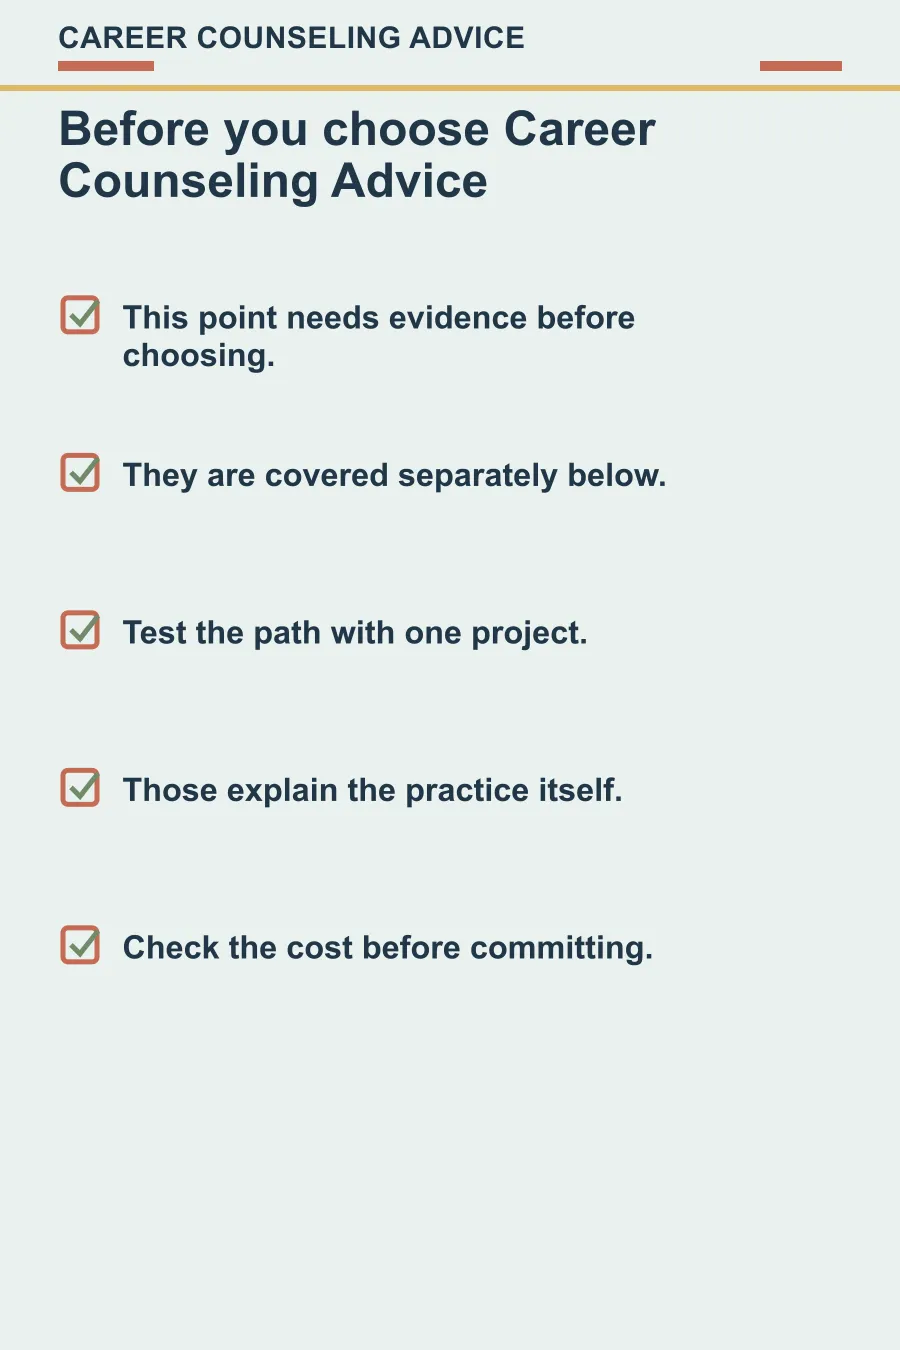 CAREER COUNSELING ADVICE
Before you choose Career
Counseling Advice
This point needs evidence before
choosing.
They are covered separately below.
Test the path with one project.
Those explain the practice itself.
Check the cost before committing.